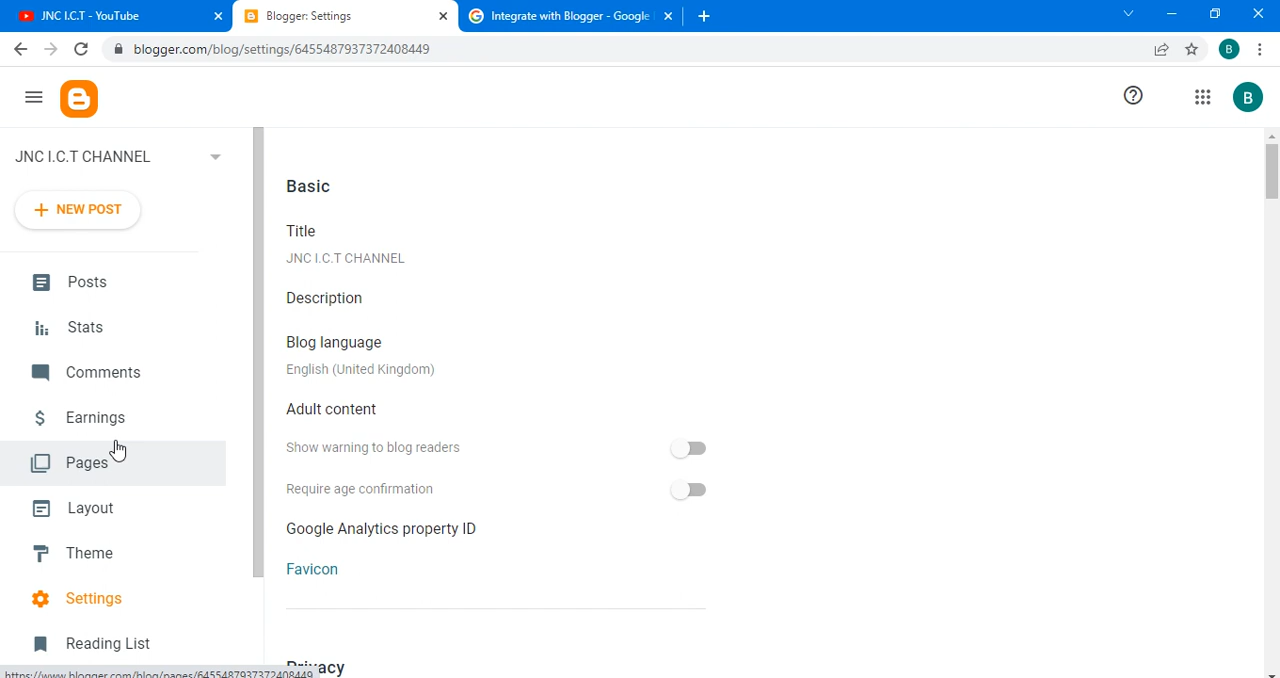 JNC I.C.T - YouTube
Blogger: Settings
Integrate with Blogger - Google
blogger.com/blog/settings/6455487937372408449
B
B
JNC I.C.T CHANNEL
NEW POST
Posts
Stats
Comments
Earnings
Pages
Layout
Theme
Settings
Reading List
https://www.blogger.com/blog/pages/6455487937372408449
Basic
Title
JNC I.C.T CHANNEL
Description
Blog language
English (United Kingdom)
Adult content
Show warning to blog readers
Require age confirmation
Google Analytics property ID
Favicon
Privacy